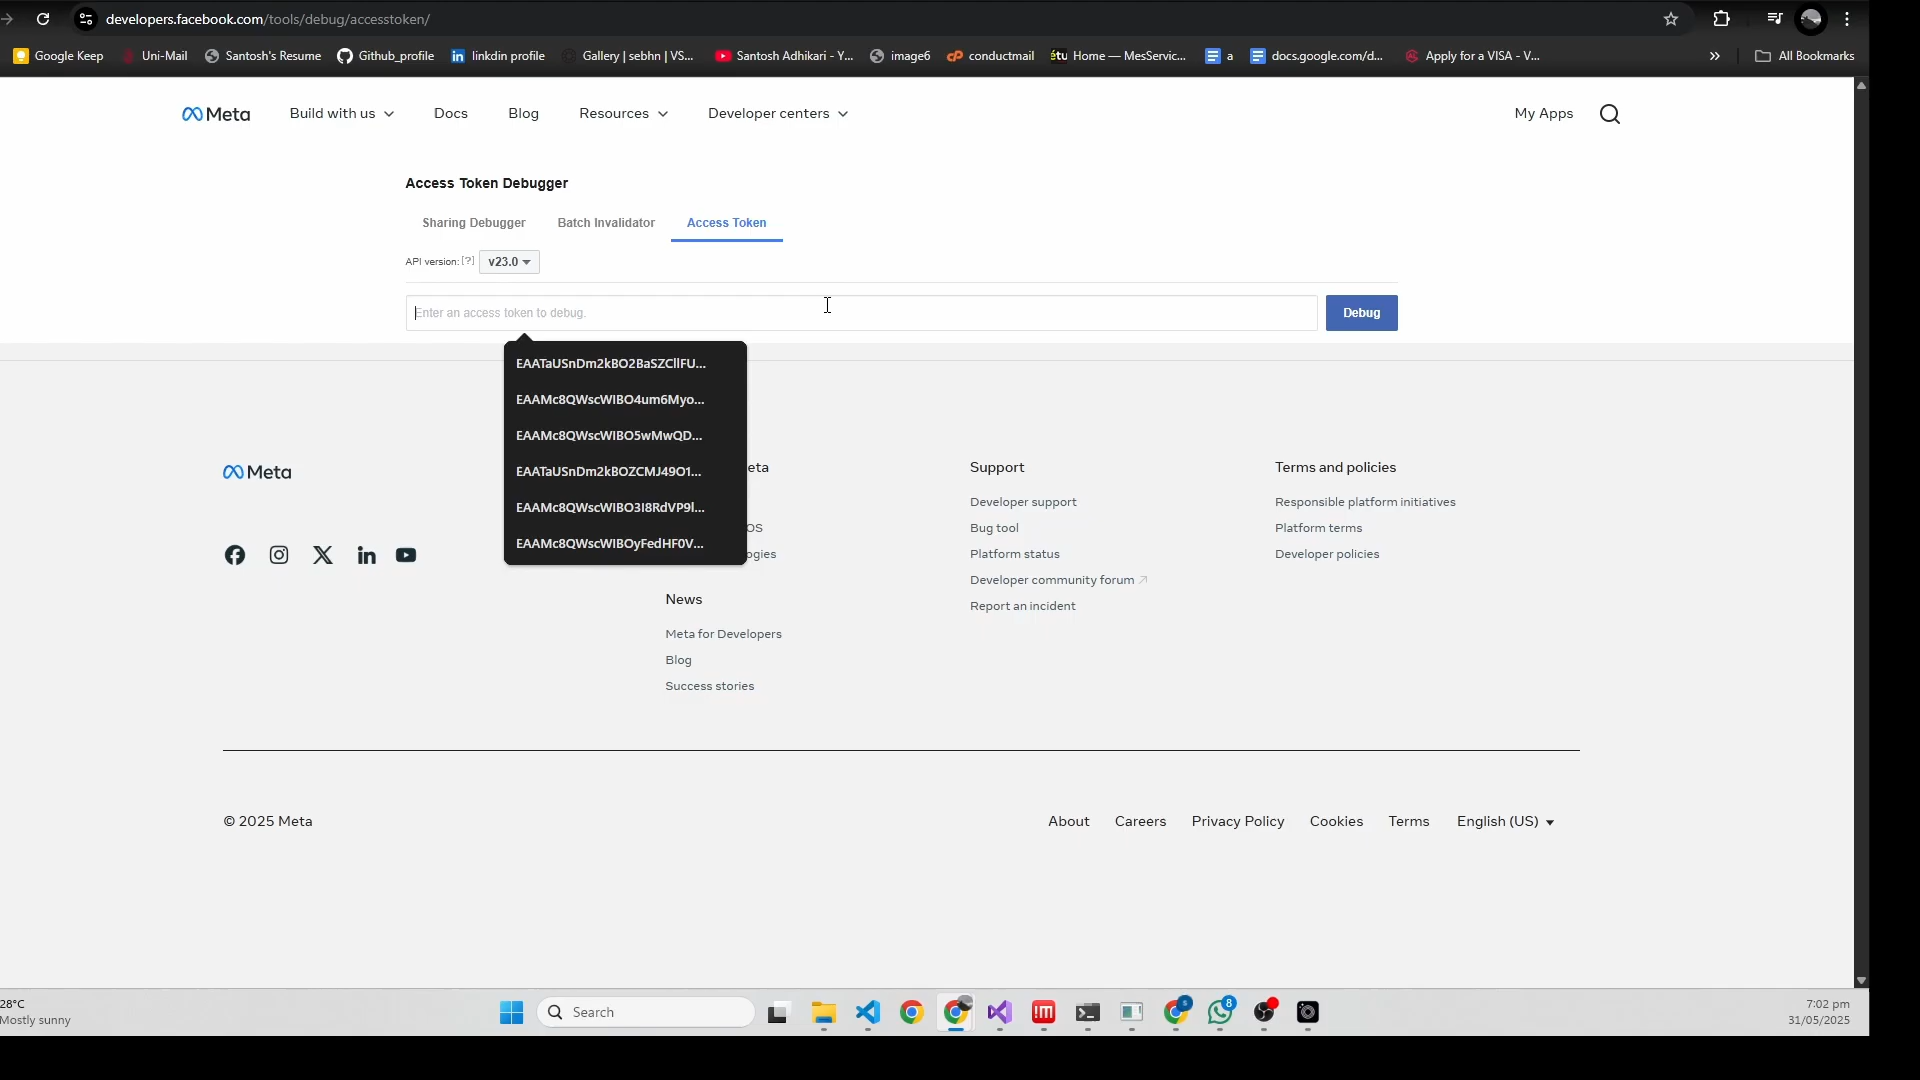 developers.facebook.com/tools/debug/accesstoken/
Google Keep
Uni-Mail
Santosh's Resume
Github_profile
linkdin profile
Gallery | sebhn | VS...
Santosh Adhikari - Y...
image6
conductmail
Home — MesServic...
a
docs.google.com/d...
Apply for a VISA - V...
All Bookmarks
Meta
Build with us
Docs
Blog
Resources
Developer centers
My Apps
Access Token Debugger
Sharing Debugger
Batch Invalidator
Access Token
API version: [?]
v23.0
Enter an access token to debug.
Debug
EAATaUSnDm2kBO2BaSZCllFU...
EAAMc8QWscWIBO4um6Myo...
EAAMc8QWscWIBO5wMwQD...
EAATaUSnDm2kBOZCMJ49O1...
EAAMc8QWscWIBO3I8RdVP9l...
EAAMc8QWscWIBOyFedHF0V...
Meta
eta
OS
ogies
News
Meta for Developers
Blog
Success stories
Support
Developer support
Bug tool
Platform status
Developer community forum
Report an incident
Terms and policies
Responsible platform initiatives
Platform terms
Developer policies
© 2025 Meta
About
Careers
Privacy Policy
Cookies
Terms
English (US)
28°C
Mostly sunny
Search
8
7:02 pm
31/05/2025